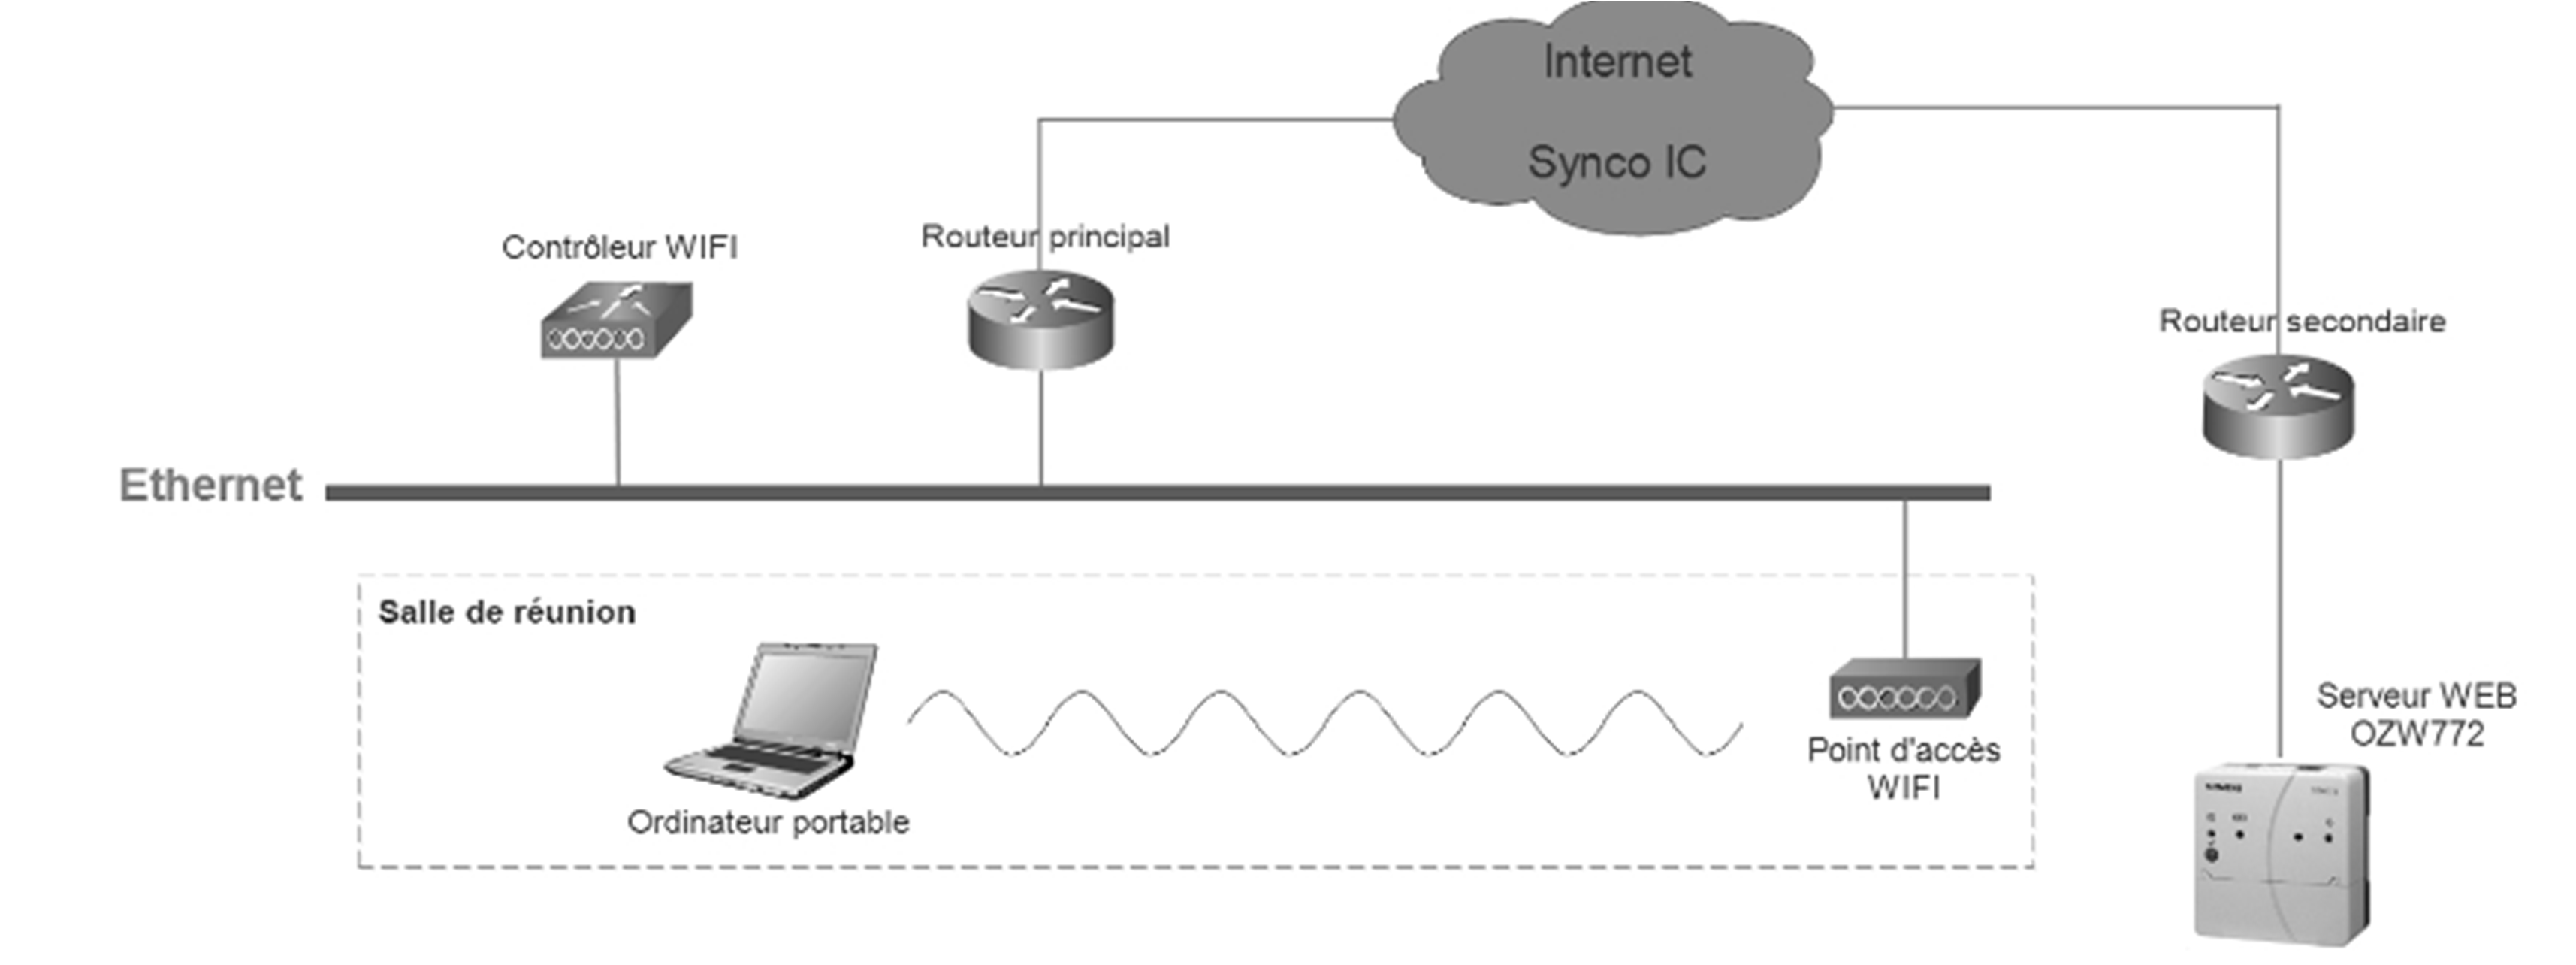 Internet
Synco IC
Contrôleur WIFI
Routeur principal
Routeur secondaire
Ethernet
Salle de réunion
Ordinateur portable
Point d'accès
WIFI
Serveur WEB
OZW772